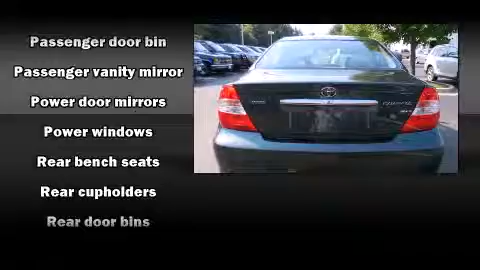 Passenger door bin
Passenger vanity mirror
Power door mirrors
Power windows
Rear bench seats
Rear cupholders
Rear door bins